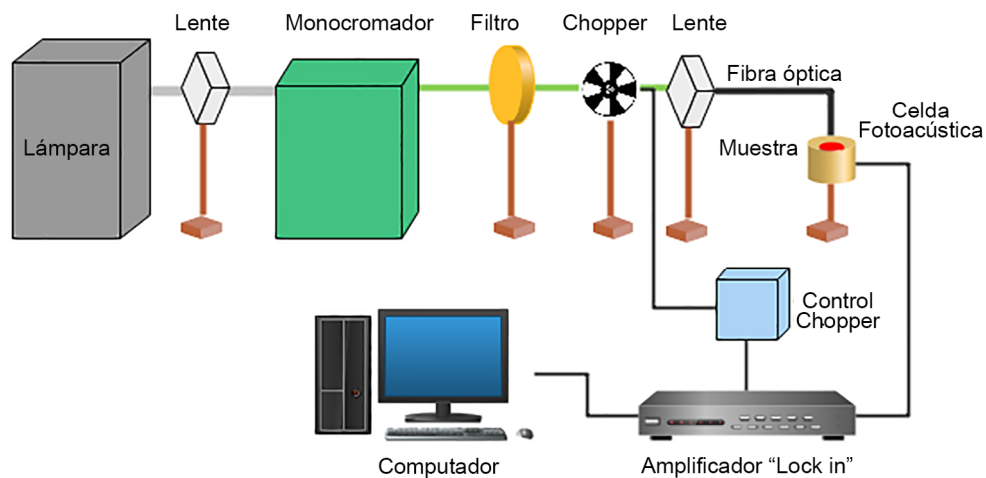 Lente
Monocromador
Filtro
Chopper
Lente
Fibra óptica
Celda
Fotoacústica
Lámpara
Muestra
Control
Chopper
Computador
Amplificador “Lock in”